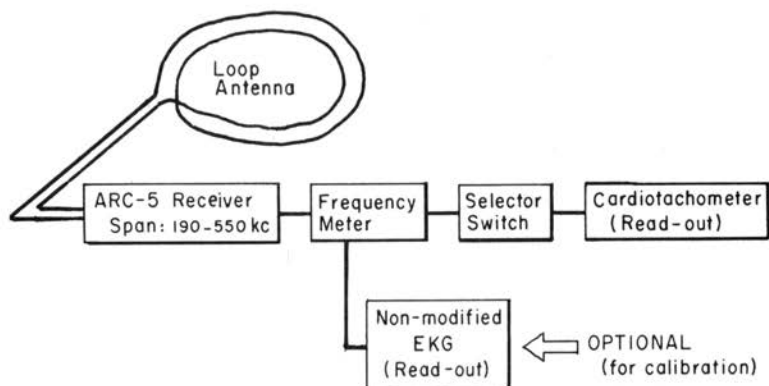 Loop
Antenna
ARC-5 Receiver
Span: 190-550 kc
Frequency
Meter
Selector
Switch
Cardiotachometer
(Read-out)
Non-modified
EKG
(Read-out)
OPTIONAL
(for calibration)